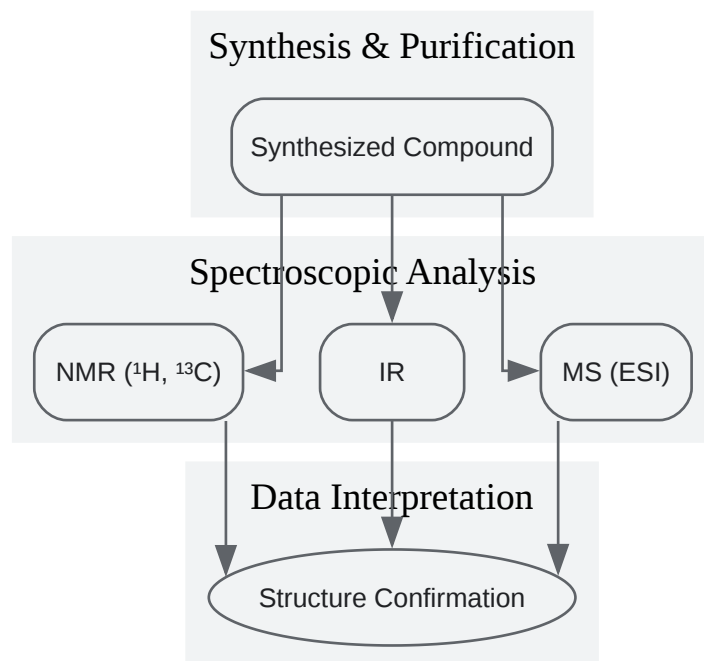 Synthesis & Purification
Synthesized Compound
Spectroscopic Analysis
NMR (¹H, ¹³C)
IR
MS (ESI)
Data Interpretation
Structure Confirmation